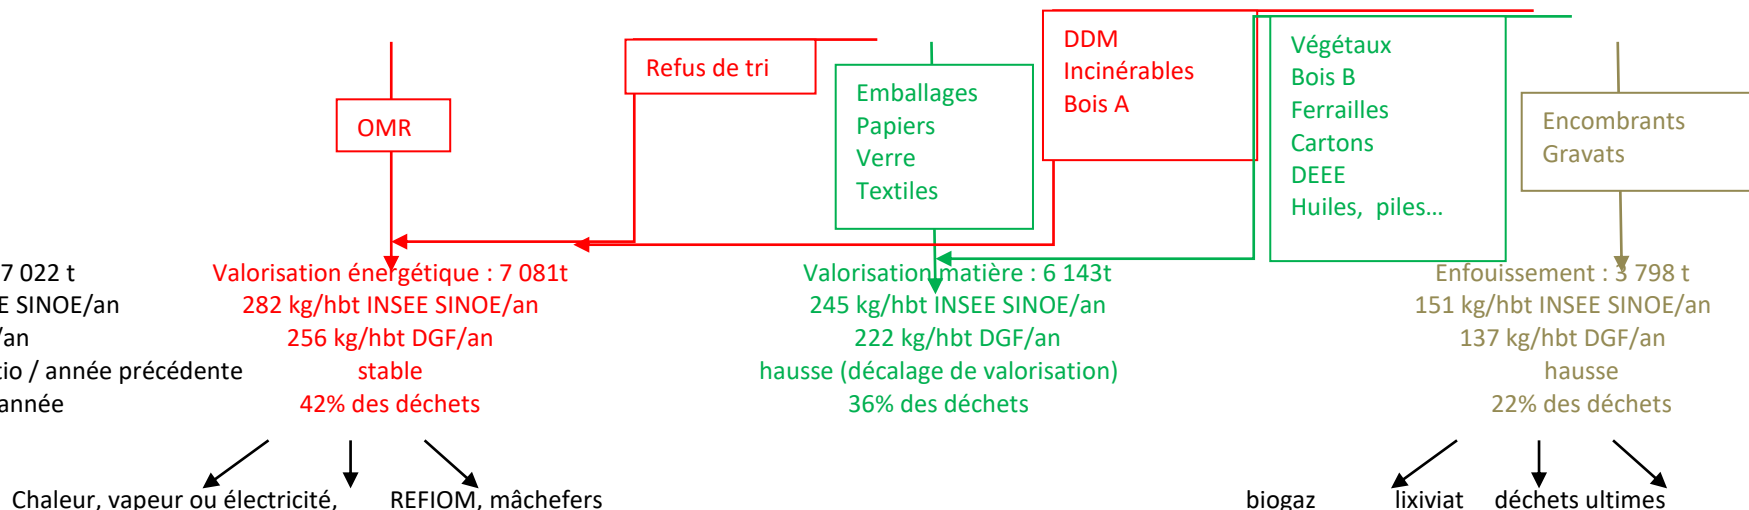 OMR
Refus de tri
Emballages
Papiers
Verre
Textiles
DDM
Incinérables
Bois A
Végétaux
Bois B
Ferrailles
Cartons
DEEE
Huiles, piles…
Encombrants
Gravats
7 022 t
E SINOE/an
/an
tio / année précédente
année
Valorisation énergétique : 7 081t
282 kg/hbt INSEE SINOE/an
256 kg/hbt DGF/an
stable
42% des déchets
Valorisation matière : 6 143t
245 kg/hbt INSEE SINOE/an
222 kg/hbt DGF/an
hausse (décalage de valorisation)
36% des déchets
Enfouissement : 3 798 t
151 kg/hbt INSEE SINOE/an
137 kg/hbt DGF/an
hausse
22% des déchets
Chaleur, vapeur ou électricité,
REFIOM, mâchefers
biogaz
lixiviat
déchets ultimes